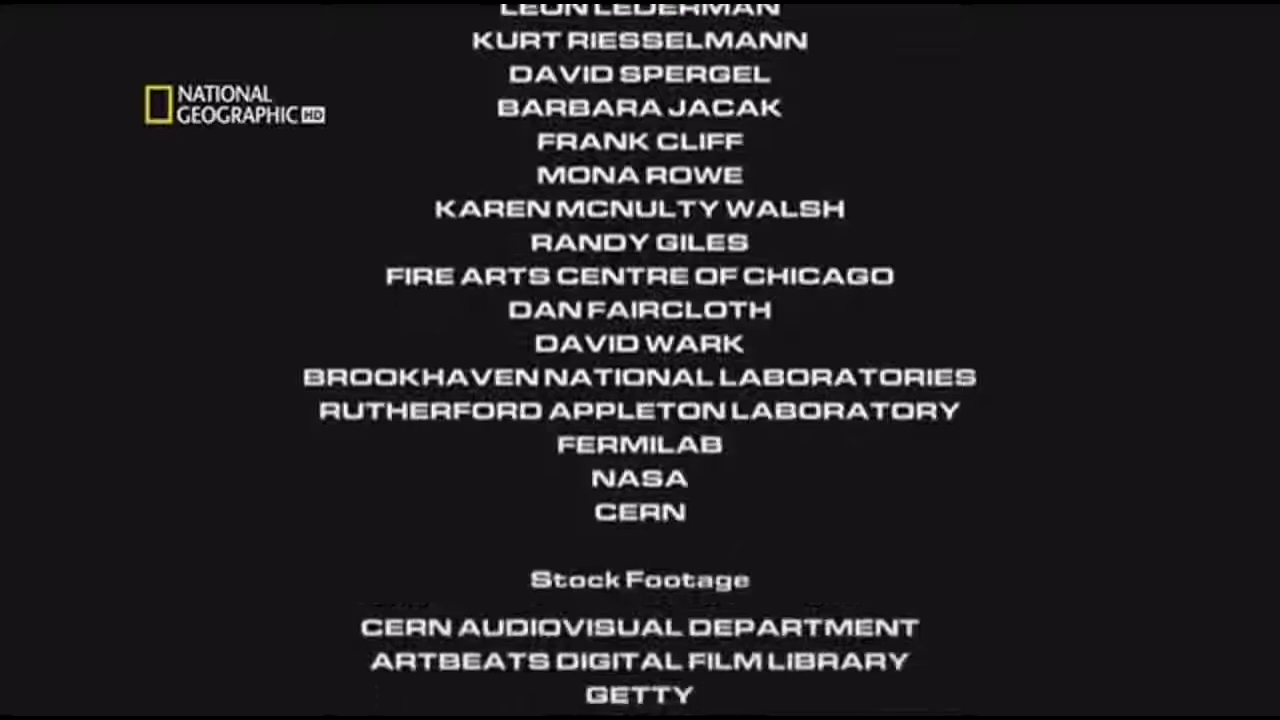 LEON LEDERMAN
KURT RIESSELMANN
DAVID SPERGEL
NATIONAL
GEOGRAPHIC HD
BARBARA JACAK
FRANK CLIFF
MONA ROWE
KAREN MCNULTY WALSH
RANDY GILES
FIRE ARTS CENTRE OF CHICAGO
DAN FAIRCLOTH
DAVID WARK
BROOKHAVEN NATIONAL LABORATORIES
RUTHERFORD APPLETON LABORATORY
FERMILAB
NASA
CERN
Stock Footage
CERN AUDIOVISUAL DEPARTMENT
ARTBEATS DIGITAL FILM LIBRARY
GETTY